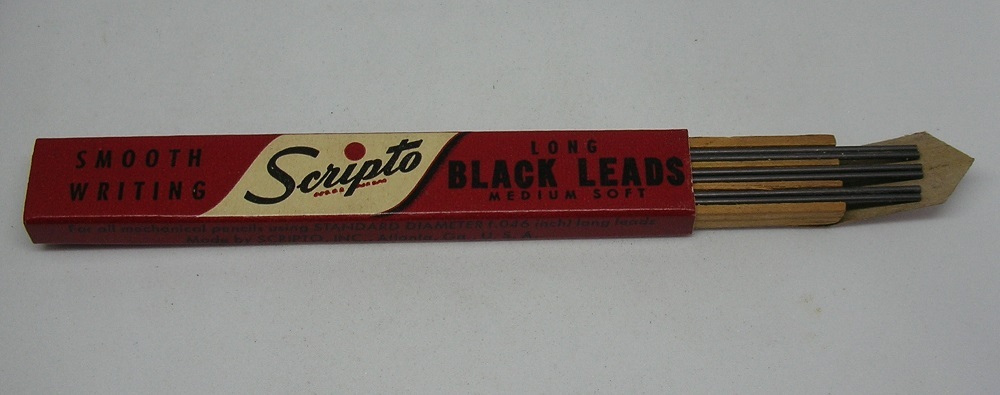 SMOOTH
WRITING
Scripto
LONG
BLACK LEADS
MEDIUM SOFT
For all mechanical pencils using STANDARD DIAMETER (.046 inch) long leads
Made by SCRIPTO, INC., Atlanta, Ga., U. S. A.